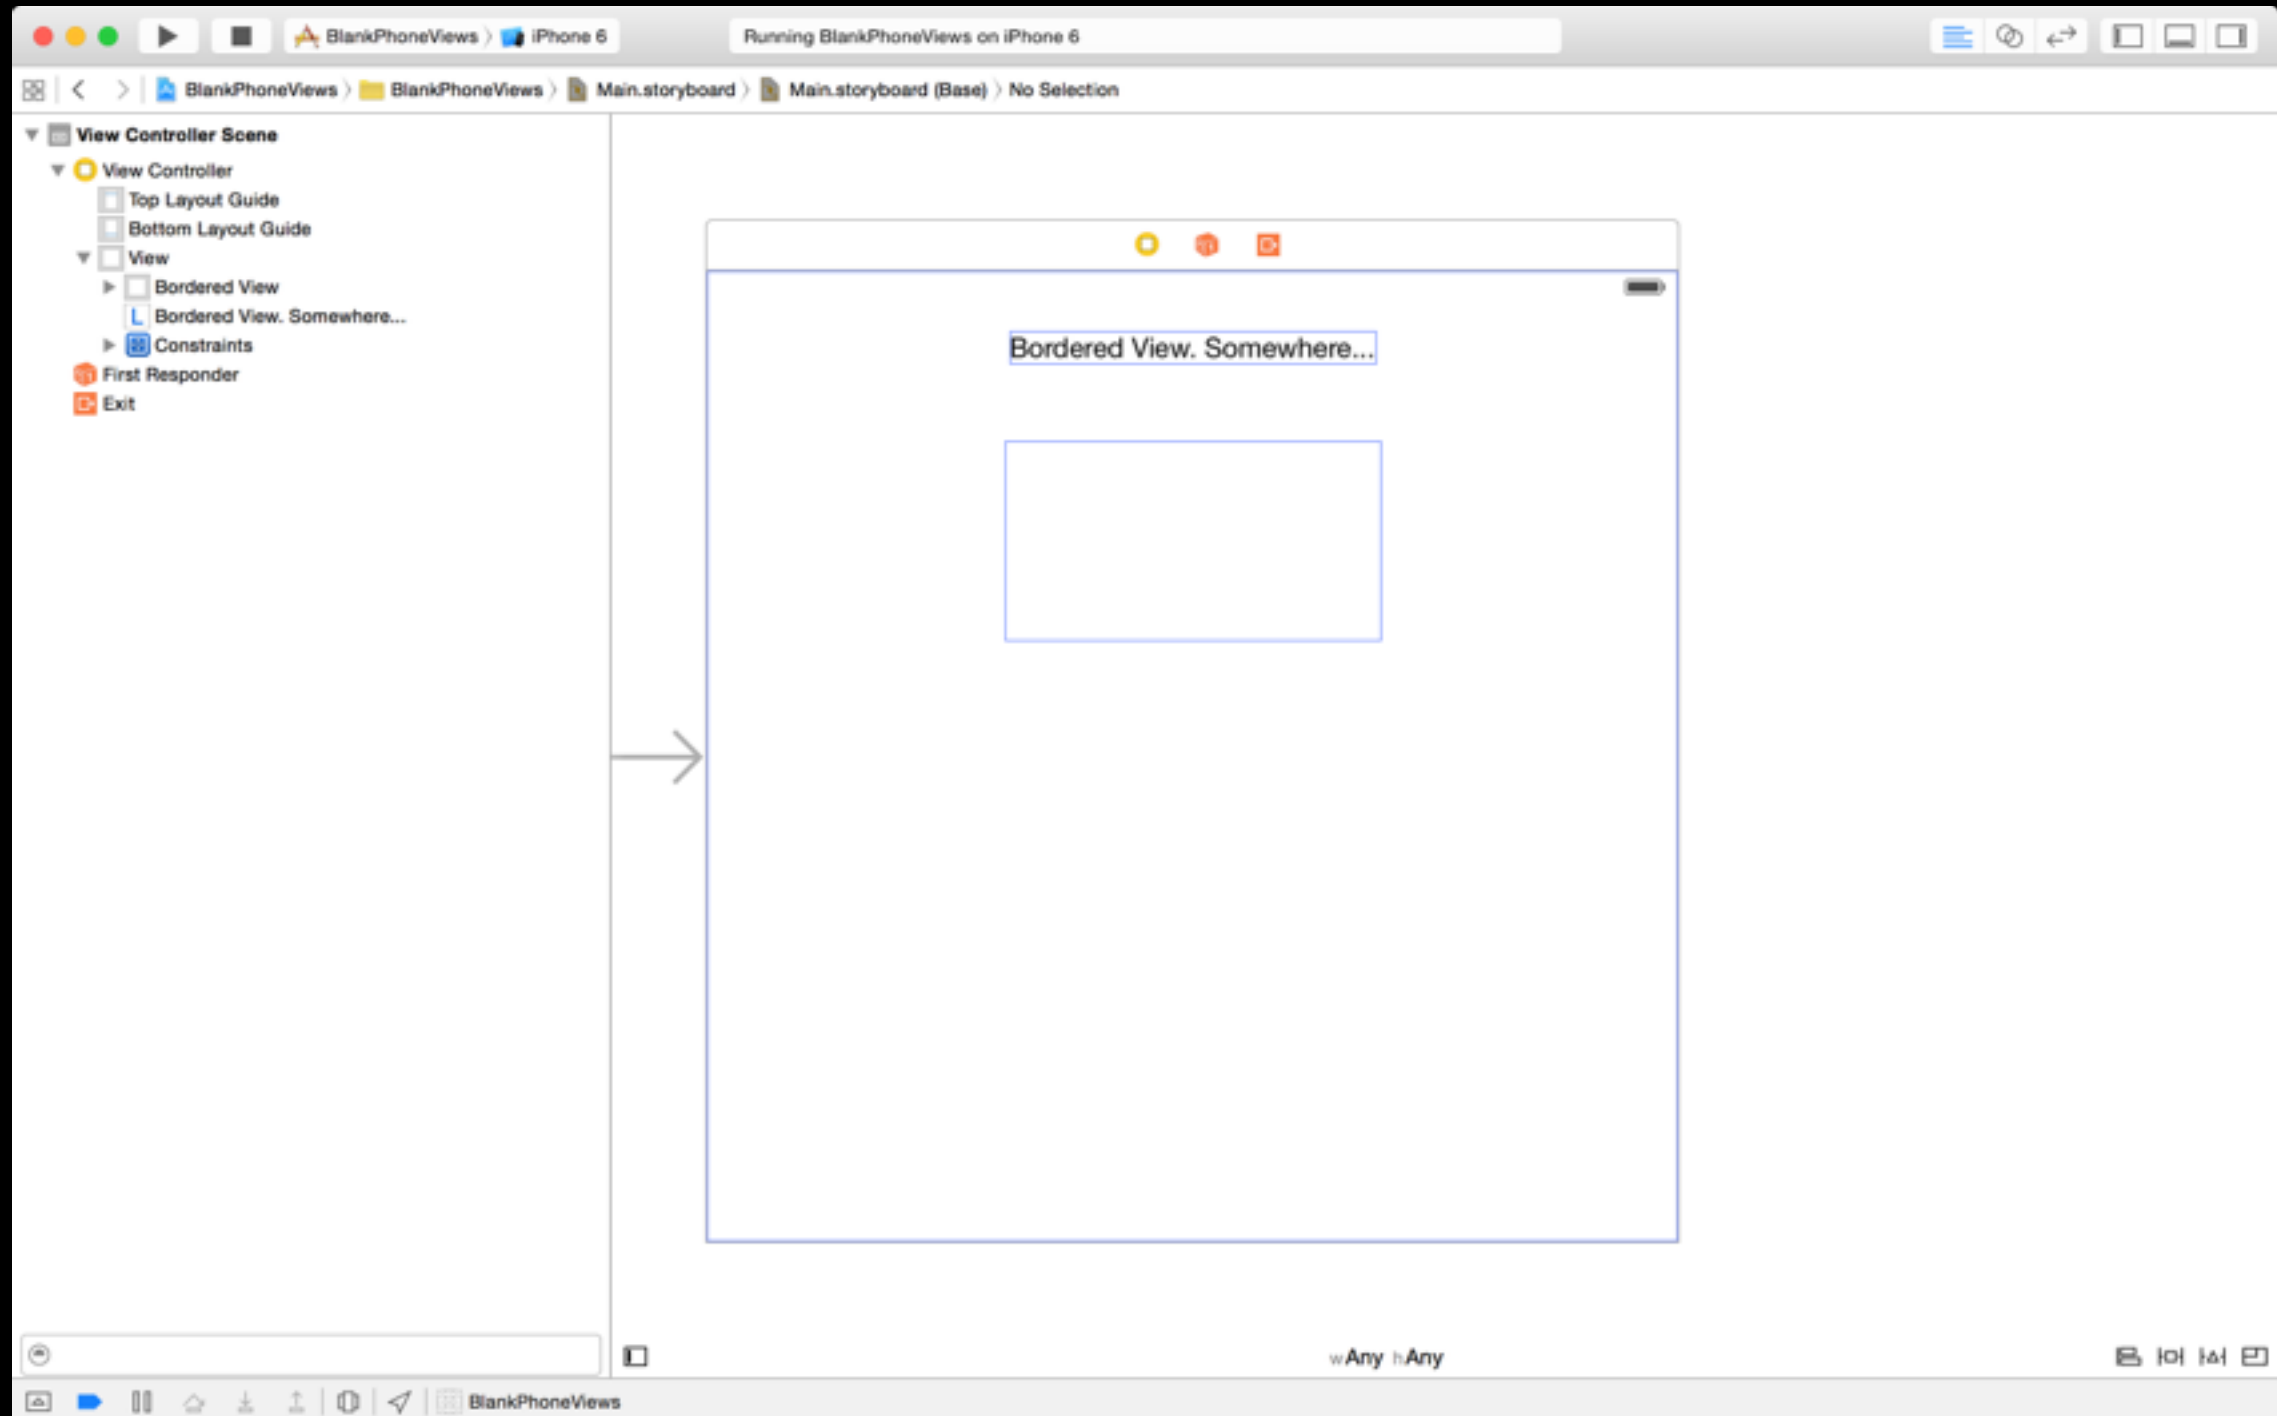 BlankPhoneViews iPhone 6 Running BlankPhoneViews on iPhone 6
BlankPhoneViews BlankPhoneViews Main.storyboard Main.storyboard (Base) No Selection
View Controller Scene
View Controller
Top Layout Guide
Bottom Layout Guide
View
Bordered View
L Bordered View. Somewhere...
Constraints
First Responder
Exit
Bordered View. Somewhere...
wAny hAny
BlankPhoneViews